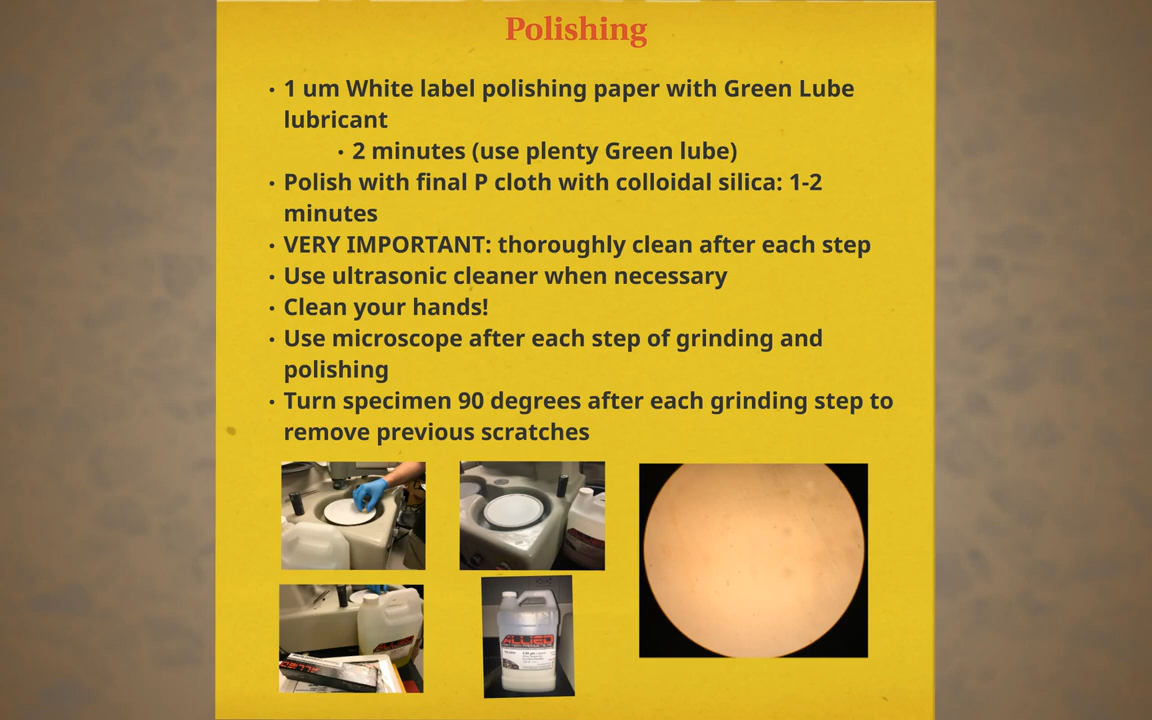 Polishing
• 1 um White label polishing paper with Green Lube
lubricant
• 2 minutes (use plenty Green lube)
• Polish with final P cloth with colloidal silica: 1-2
minutes
• VERY IMPORTANT: thoroughly clean after each step
• Use ultrasonic cleaner when necessary
• Clean your hands!
• Use microscope after each step of grinding and
polishing
• Turn specimen 90 degrees after each grinding step to
remove previous scratches
ALLIED